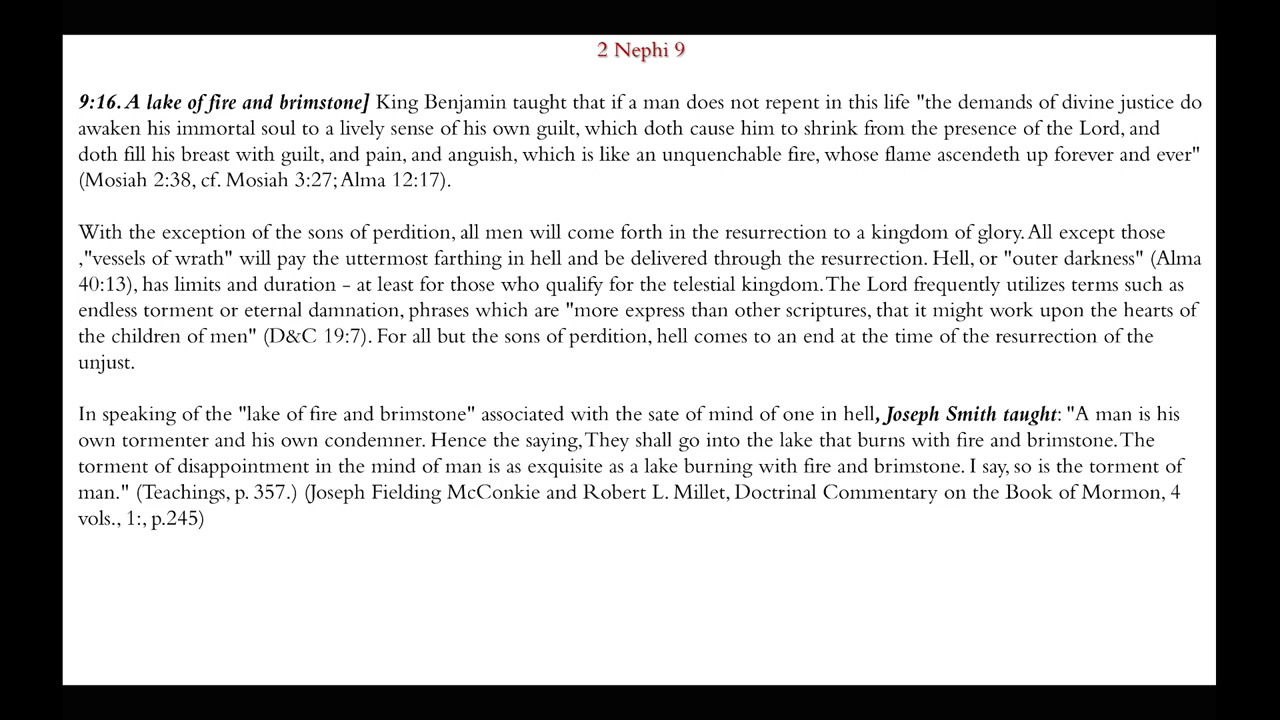 2 Nephi 9
9:16. A lake of fire and brimstone] King Benjamin taught that if a man does not repent in this life "the demands of divine justice do
awaken his immortal soul to a lively sense of his own guilt, which doth cause him to shrink from the presence of the Lord, and
doth fill his breast with guilt, and pain, and anguish, which is like an unquenchable fire, whose flame ascendeth up forever and ever"
(Mosiah 2:38, cf. Mosiah 3:27; Alma 12:17).
With the exception of the sons of perdition, all men will come forth in the resurrection to a kingdom of glory. All except those
,"vessels of wrath" will pay the uttermost farthing in hell and be delivered through the resurrection. Hell, or "outer darkness" (Alma
40:13), has limits and duration - at least for those who qualify for the telestial kingdom. The Lord frequently utilizes terms such as
endless torment or eternal damnation, phrases which are "more express than other scriptures, that it might work upon the hearts of
the children of men" (D&C 19:7). For all but the sons of perdition, hell comes to an end at the time of the resurrection of the
unjust.
In speaking of the "lake of fire and brimstone" associated with the sate of mind of one in hell, Joseph Smith taught: "A man is his
own tormenter and his own condemner. Hence the saying, They shall go into the lake that burns with fire and brimstone. The
torment of disappointment in the mind of man is as exquisite as a lake burning with fire and brimstone. I say, so is the torment of
man." (Teachings, p. 357.) (Joseph Fielding McConkie and Robert L. Millet, Doctrinal Commentary on the Book of Mormon, 4
vols., 1:, p.245)